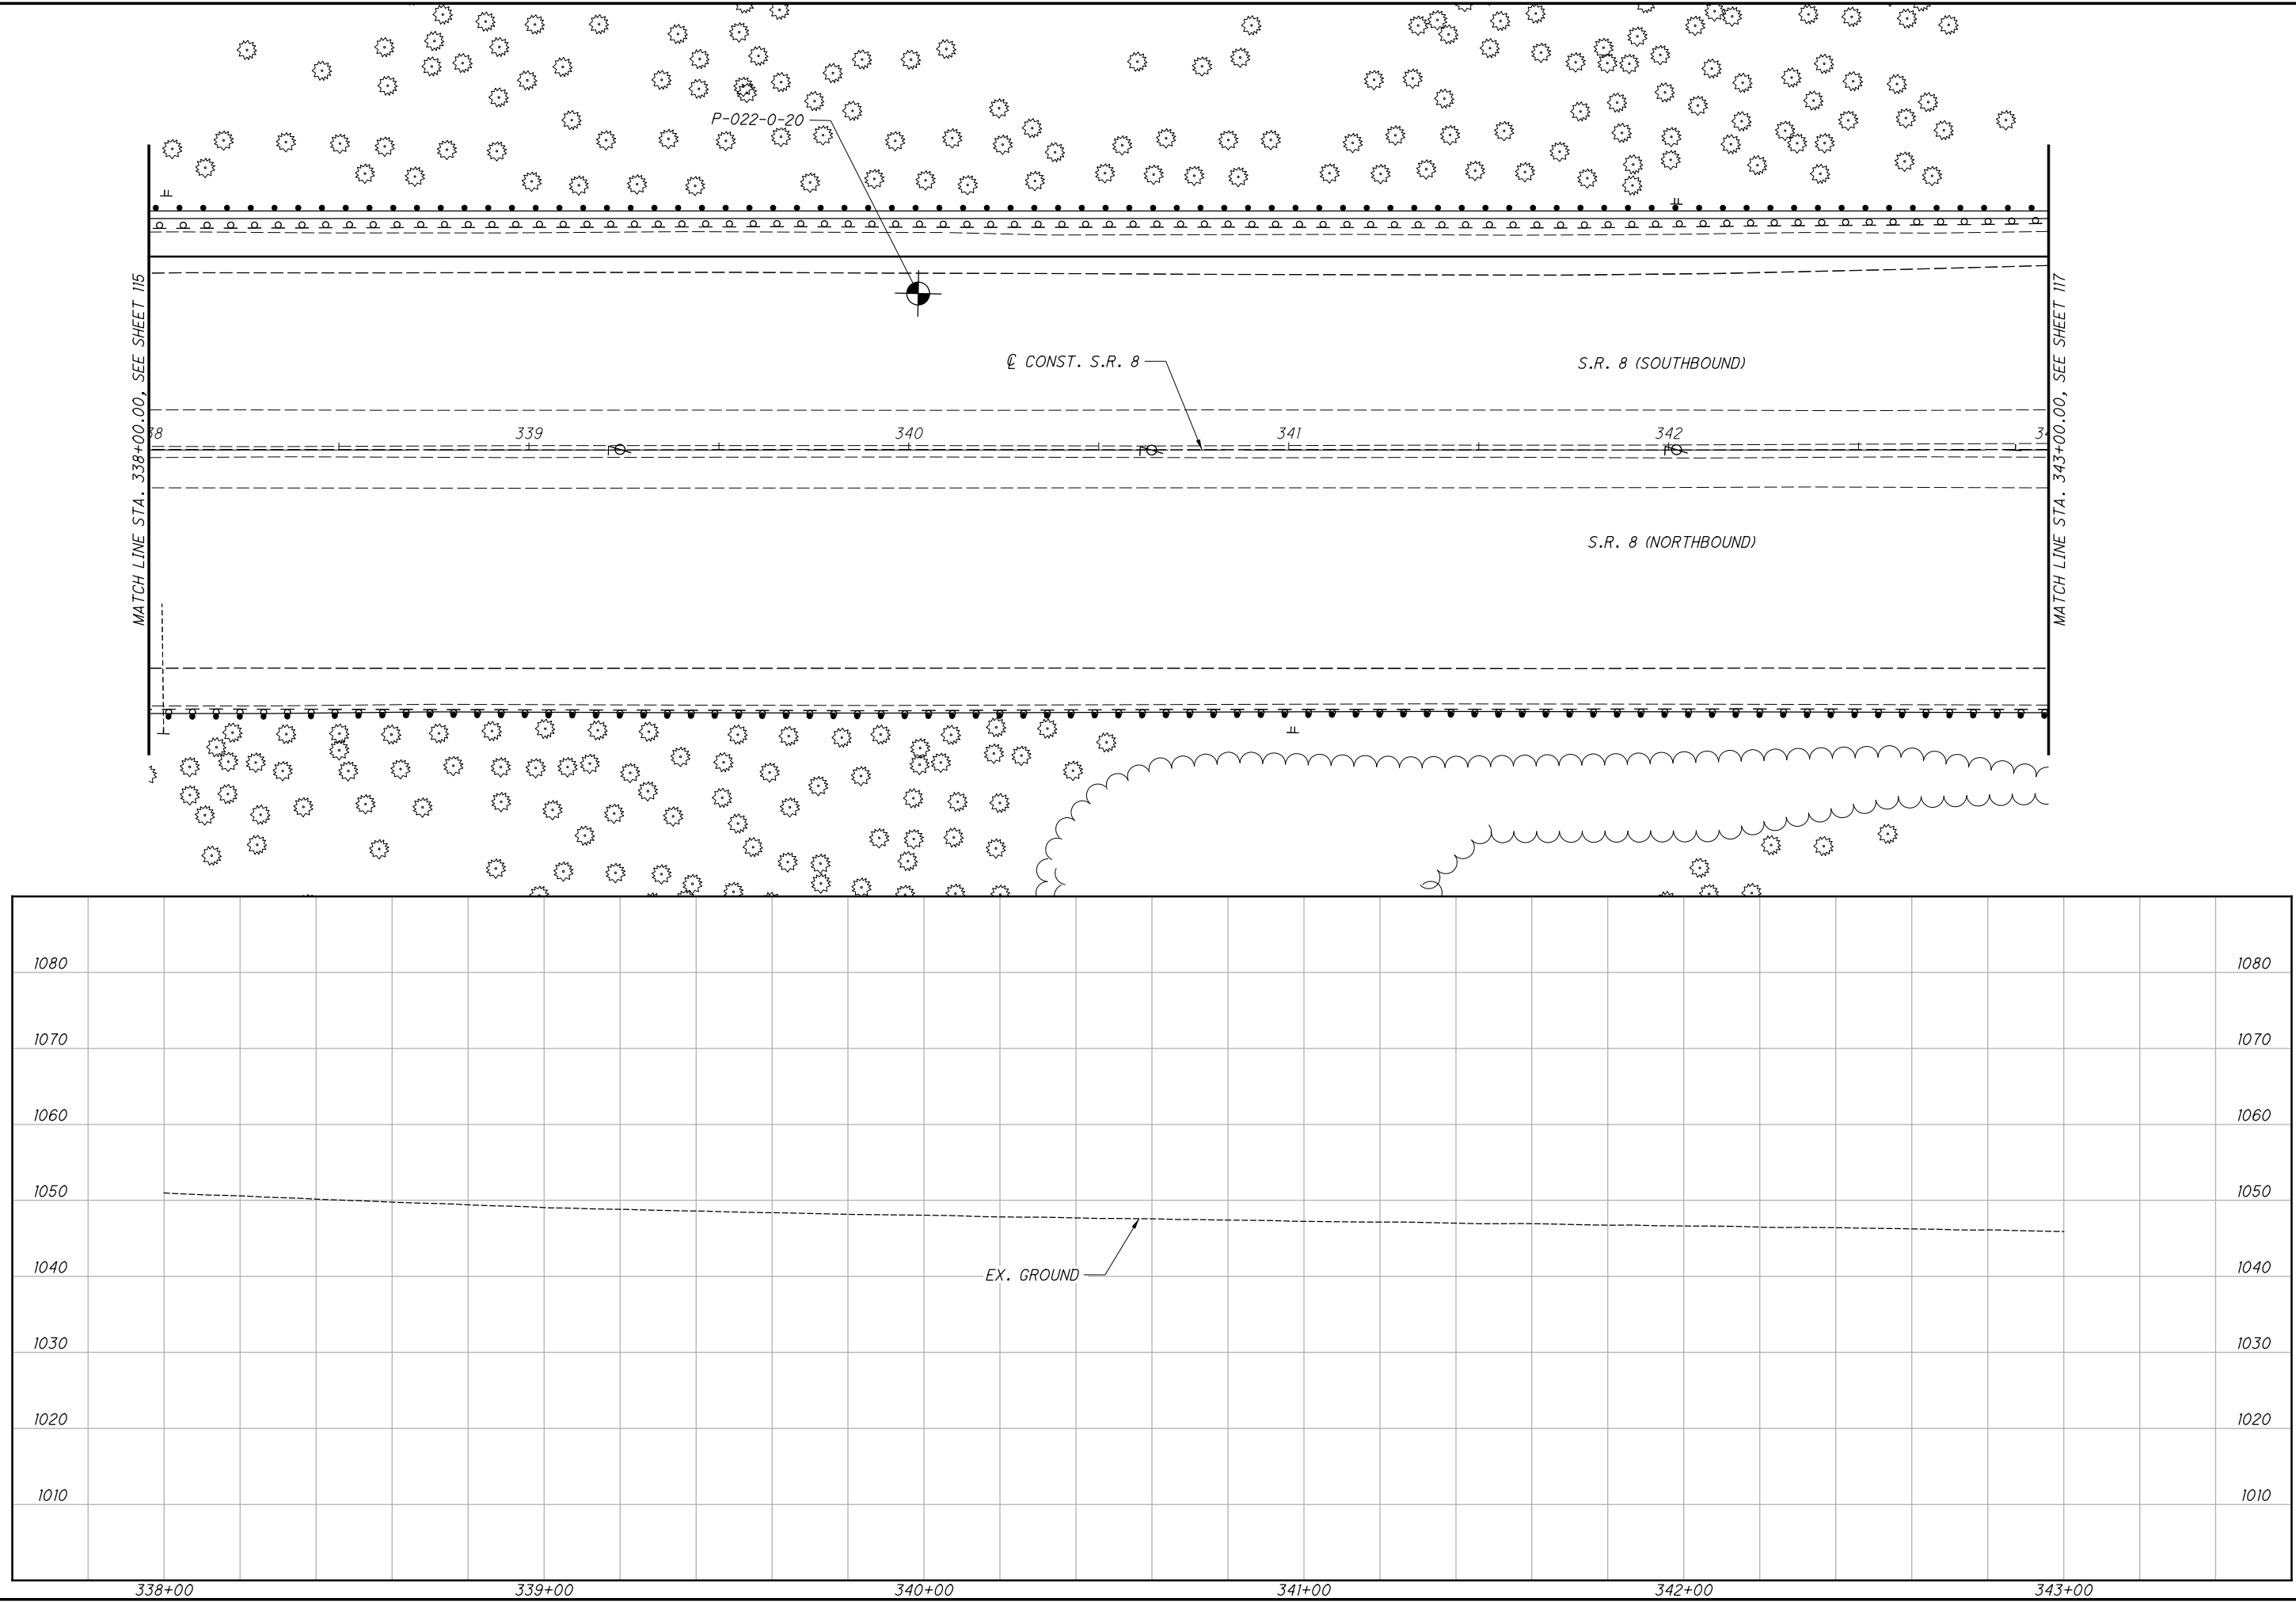 P-022-0-20
MATCH LINE STA. 338+00.00, SEE SHEET 115
MATCH LINE STA. 343+00.00, SEE SHEET 117
℄ CONST. S.R. 8
S.R. 8 (SOUTHBOUND)
339 340 341 342
S.R. 8 (NORTHBOUND)
1080 1080
1070 1070
1060 1060
1050 1050
1040 1040
EX. GROUND
1030 1030
1020 1020
1010 1010
338+00 339+00 340+00 341+00 342+00 343+00